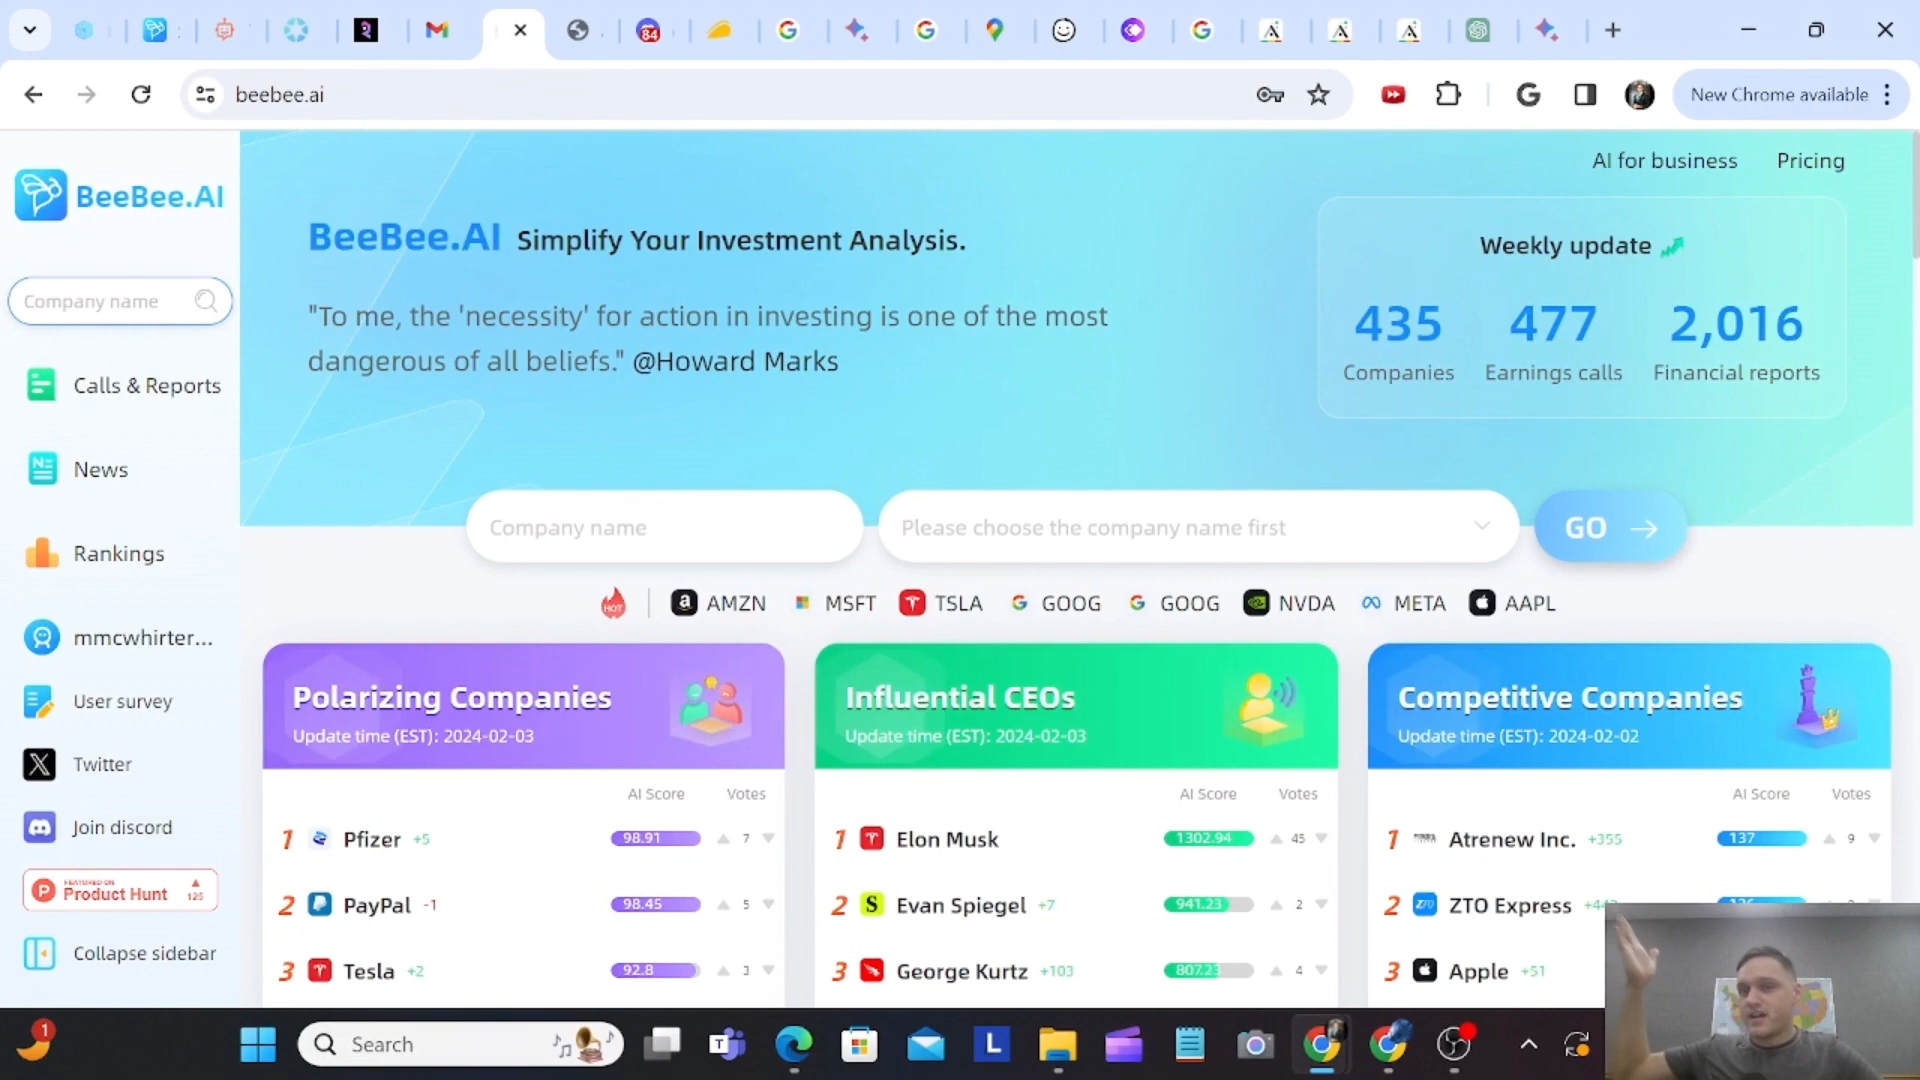 84
beebee.ai
New Chrome available
BeeBee.AI
Company name
Calls & Reports
News
Rankings
mmcwhirter...
User survey
Twitter
Join discord
FEATURED ON
Product Hunt
125
Collapse sidebar
AI for business
Pricing
BeeBee.AI Simplify Your Investment Analysis.
"To me, the 'necessity' for action in investing is one of the most
dangerous of all beliefs." @Howard Marks
Weekly update
435 477 2,016
Companies Earnings calls Financial reports
Company name
Please choose the company name first
GO
HOT
AMZN MSFT TSLA GOOG GOOG NVDA META AAPL
Polarizing Companies
Update time (EST): 2024-02-03
AI Score Votes
1 Pfizer +5 98.91 7
2 PayPal -1 98.45 5
3 Tesla +2 92.8 3
Influential CEOs
Update time (EST): 2024-02-03
AI Score Votes
1 Elon Musk 1302.94 45
2 Evan Spiegel +7 941.23 2
3 George Kurtz +103 807.23 4
Competitive Companies
Update time (EST): 2024-02-02
AI Score Votes
1 Atrenew Inc. +355 137 9
2 ZTO Express
3 Apple +51
1
Search